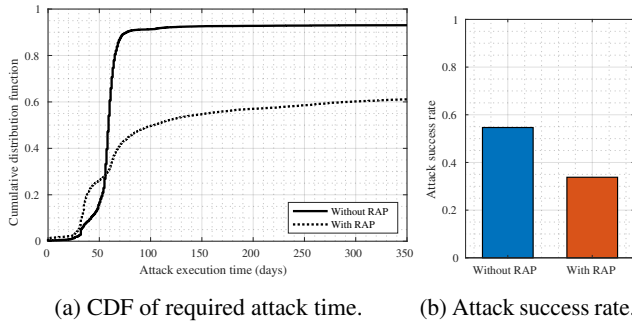 1
0.8
0.6
0.4
0.2
0
Cumulative distribution function
0 50 100 150 200 250 300 350
Attack execution time (days)
Without RAP
With RAP
(a) CDF of required attack time.
1
0.8
0.6
0.4
0.2
0
Attack success rate
Without RAP With RAP
(b) Attack success rate.